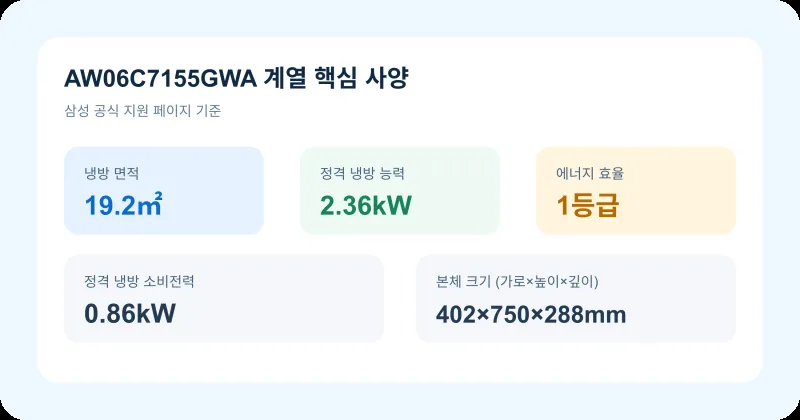 AW06C7155GWA 계열 핵심 사양
삼성 공식 지원 페이지 기준
냉방 면적
19.2㎡
정격 냉방 능력
2.36kW
에너지 효율
1등급
정격 냉방 소비전력
0.86kW
본체 크기 (가로×높이×깊이)
402×750×288mm